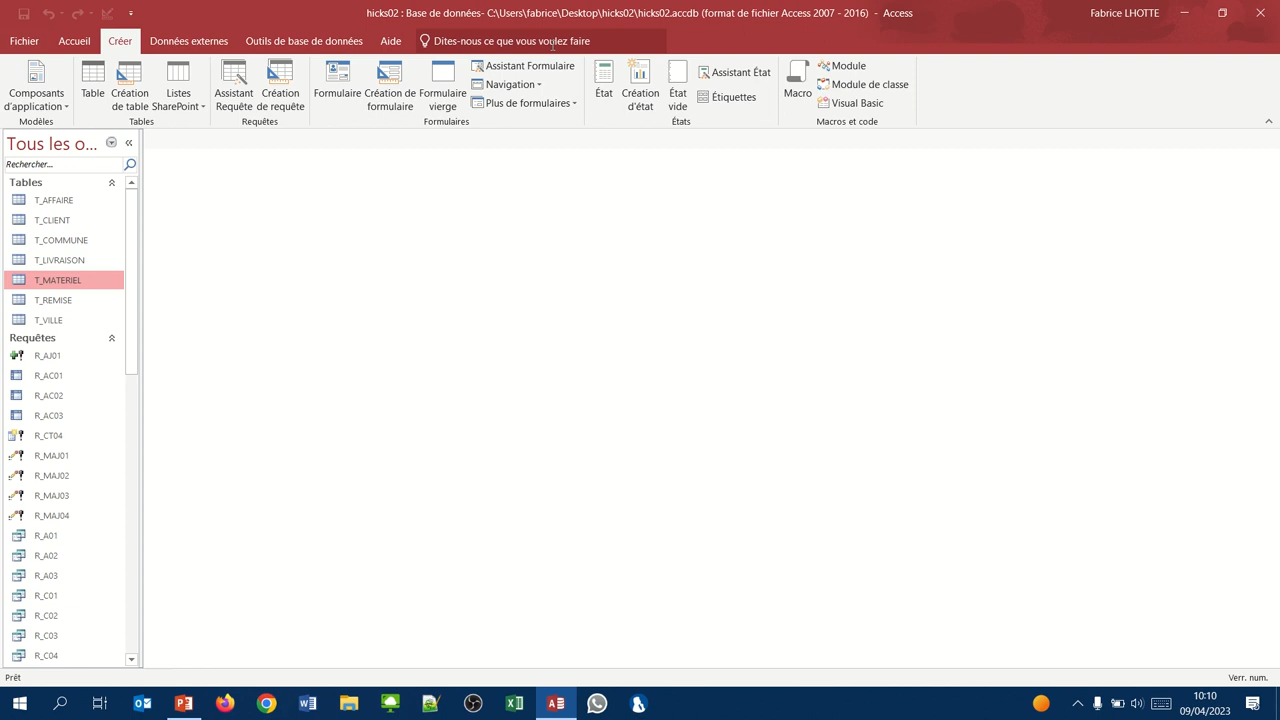 hicks02 : Base de données- C:\Users\fabrice\Desktop\hicks02\hicks02.accdb (format de fichier Access 2007 - 2016) - Access
Fabrice LHOTTE
Fichier Accueil Créer Données externes Outils de base de données Aide Dites-nous ce que vous voulez faire
Composants d'application
Modèles
Table
Création de table
Listes SharePoint
Tables
Assistant Requête
Création de requête
Requêtes
Formulaire
Création de formulaire
Formulaire vierge
Assistant Formulaire
Navigation
Plus de formulaires
Formulaires
État
Création d'état
État vide
Assistant État
Étiquettes
États
Macro
Module
Module de classe
Visual Basic
Macros et code
Tous les o...
Rechercher...
Tables
T_AFFAIRE
T_CLIENT
T_COMMUNE
T_LIVRAISON
T_MATERIEL
T_REMISE
T_VILLE
Requêtes
R_AJ01
R_AC01
R_AC02
R_AC03
R_CT04
R_MAJ01
R_MAJ02
R_MAJ03
R_MAJ04
R_A01
R_A02
R_A03
R_C01
R_C02
R_C03
R_C04
Prêt
Verr. num.
10:10
09/04/2023